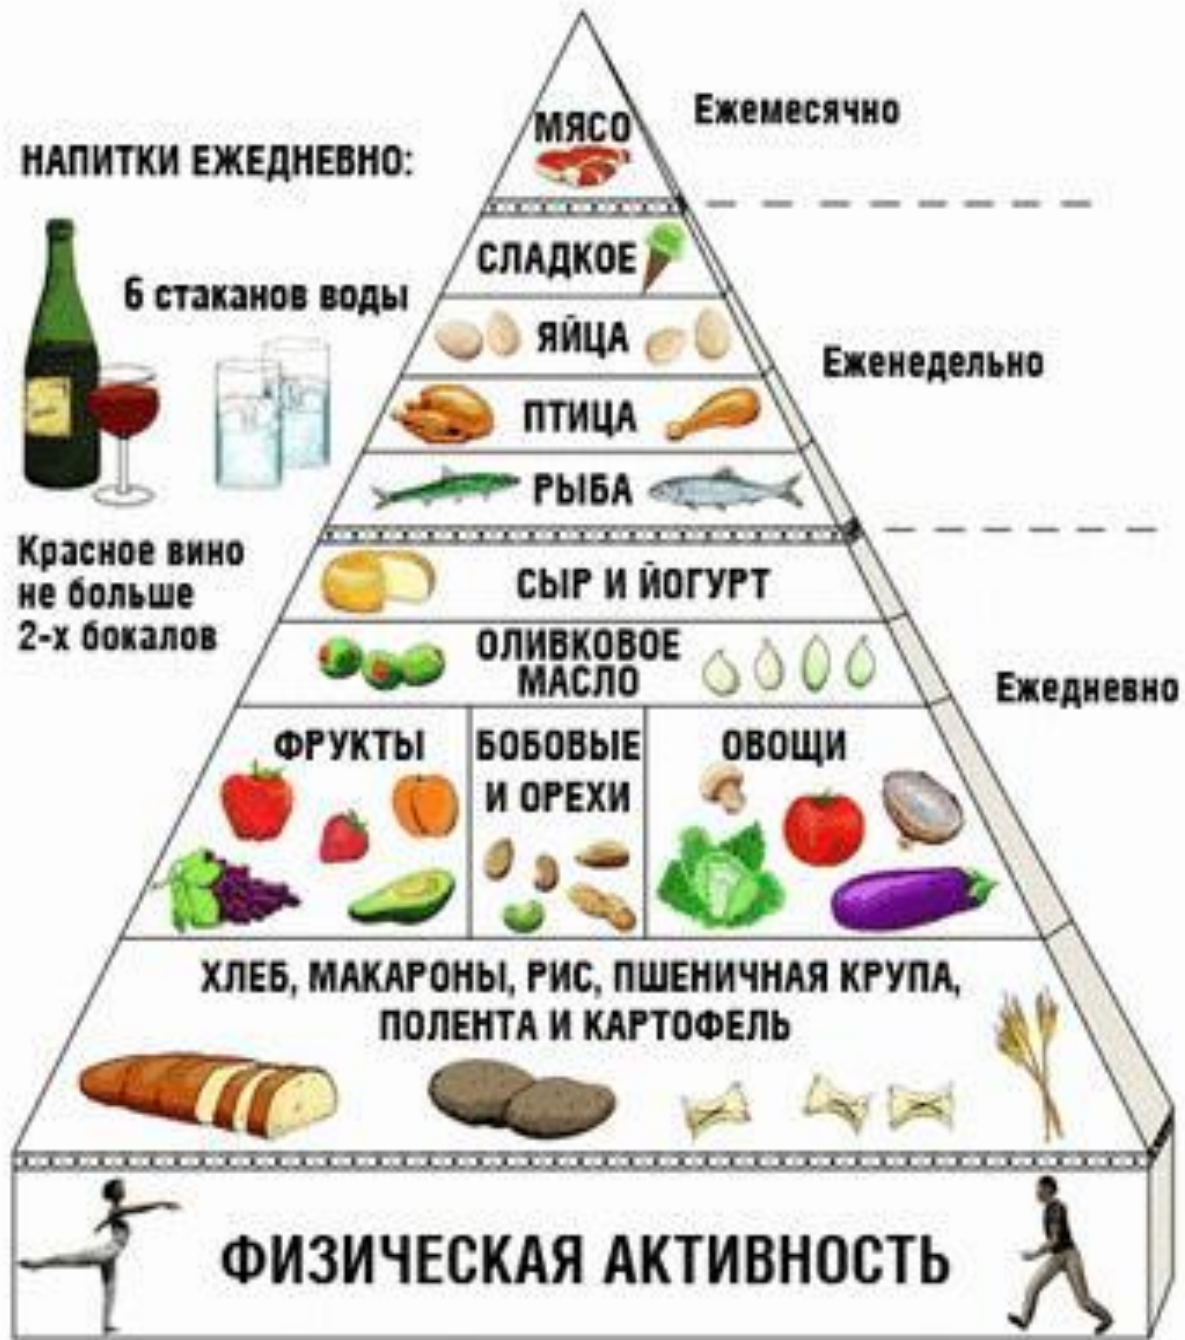 МЯСО
Ежемесячно
НАПИТКИ ЕЖЕДНЕВНО:
СЛАДКОЕ
6 стаканов воды
ЯЙЦА
Еженедельно
ПТИЦА
РЫБА
Красное вино
не больше
2-х бокалов
СЫР И ЙОГУРТ
ОЛИВКОВОЕ
МАСЛО
Ежедневно
ФРУКТЫ
БОБОВЫЕ
И ОРЕХИ
ОВОЩИ
ХЛЕБ, МАКАРОНЫ, РИС, ПШЕНИЧНАЯ КРУПА,
ПОЛЕНТА И КАРТОФЕЛЬ
ФИЗИЧЕСКАЯ АКТИВНОСТЬ